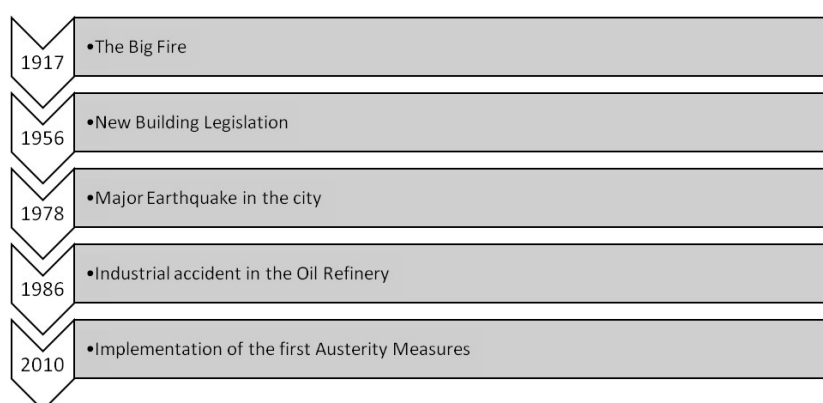 1917
•The Big Fire
1956
•New Building Legislation
1978
•Major Earthquake in the city
1986
•Industrial accident in the Oil Refinery
2010
•Implementation of the first Austerity Measures